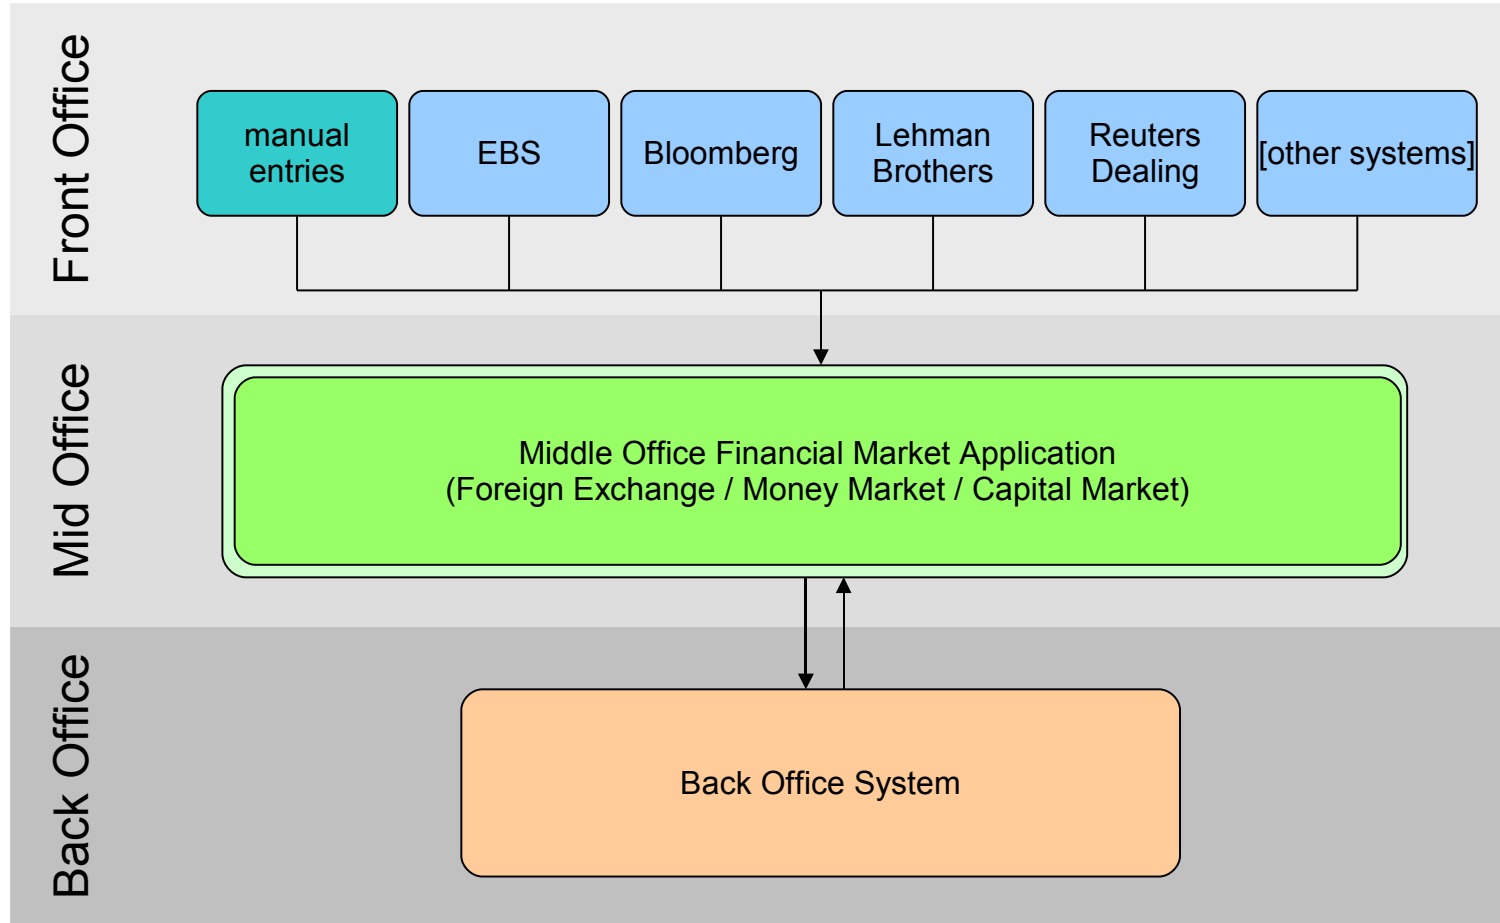 Front Office
manual
entries
EBS
Bloomberg
Lehman
Brothers
Reuters
Dealing
[other systems]
Mid Office
Middle Office Financial Market Application
(Foreign Exchange / Money Market / Capital Market)
Back Office
Back Office System